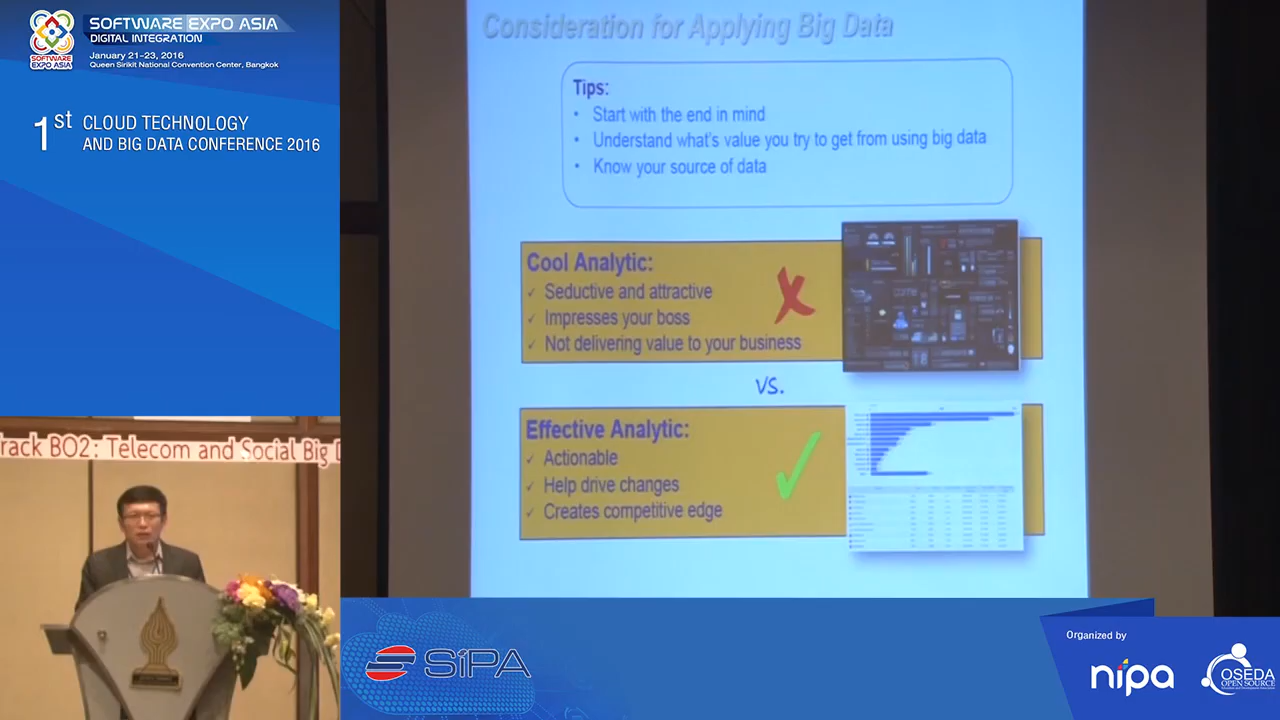 SOFTWARE EXPO ASIA
DIGITAL INTEGRATION
January 21-23, 2016
Queen Sirikit National Convention Center, Bangkok
SOFTWARE
EXPO ASIA
1st CLOUD TECHNOLOGY
AND BIG DATA CONFERENCE 2016
rack BO2: Telecom and Social Big D
Consideration for Applying Big Data
Tips:
• Start with the end in mind
• Understand what's value you try to get from using big data
• Know your source of data
Cool Analytic:
✓ Seductive and attractive
✓ Impresses your boss
✓ Not delivering value to your business
vs.
Effective Analytic:
✓ Actionable
✓ Help drive changes
✓ Creates competitive edge
SiPA
Organized by
nipa
OSEDA
OPEN SOURCE